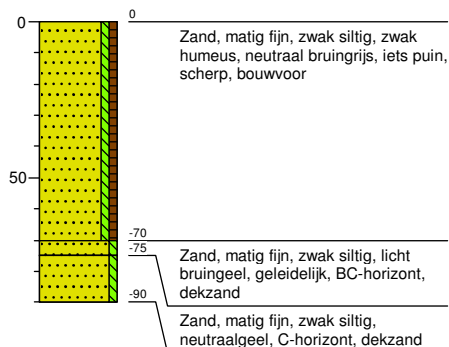 0
0
Zand, matig fijn, zwak siltig, zwak
humeus, neutraal bruingrijs, iets puin,
scherp, bouwvoor
50
-70
-75
Zand, matig fijn, zwak siltig, licht
bruingeel, geleidelijk, BC-horizont,
dekzand
-90
Zand, matig fijn, zwak siltig,
neutraalgeel, C-horizont, dekzand